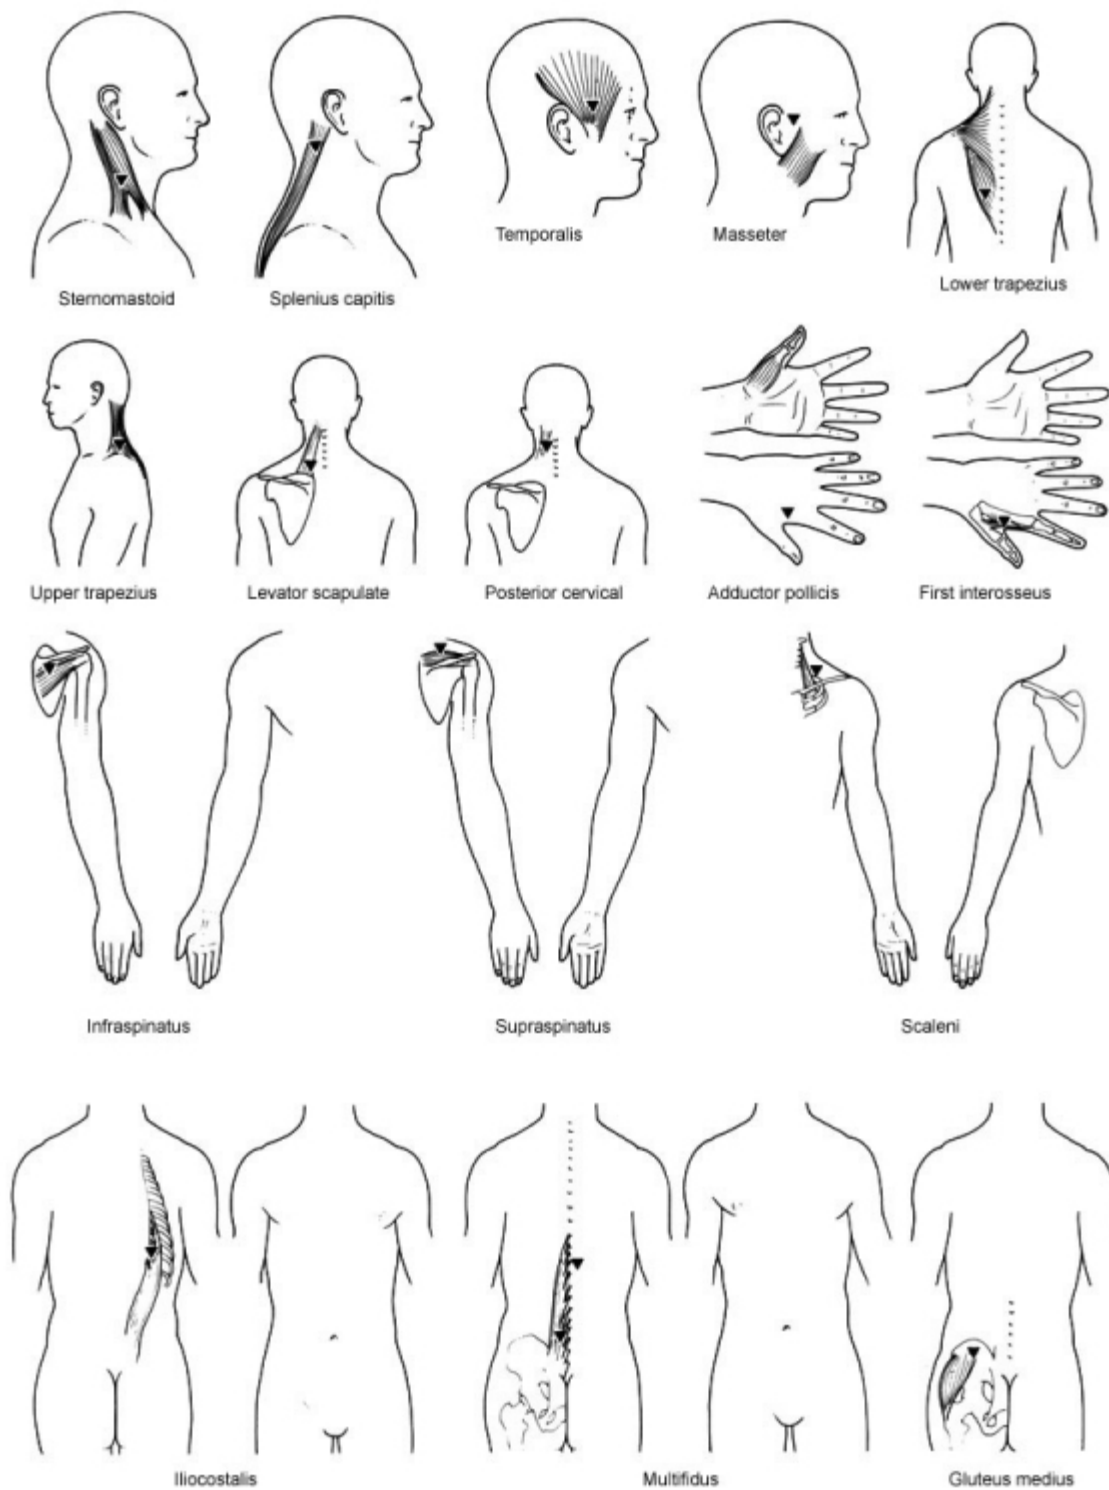 Temporalis
Masseter
Sternomastoid
Splenius capitis
Lower trapezius
Upper trapezius
Levator scapulate
Posterior cervical
Adductor pollicis
First interosseus
Infraspinatus
Supraspinatus
Scaleni
Iliocostalis
Multifidus
Gluteus medius